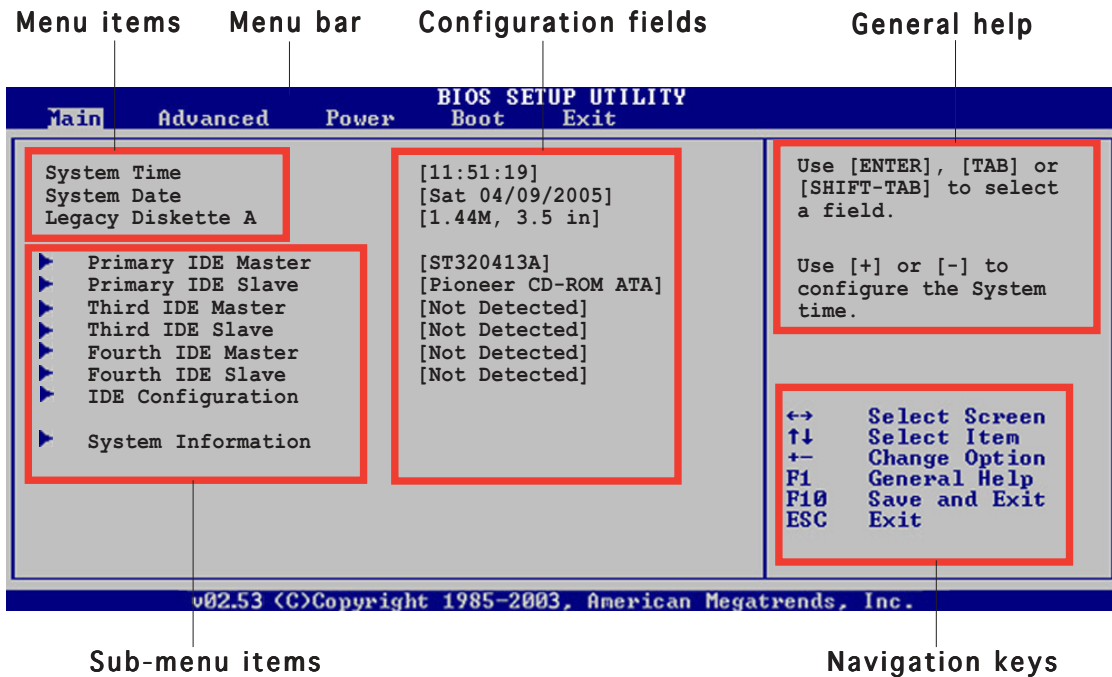 Menu items Menu bar Configuration fields General help
BIOS SETUP UTILITY
Main Advanced Power Boot Exit
System Time [11:51:19]
System Date [Sat 04/09/2005]
Legacy Diskette A [1.44M, 3.5 in]
Primary IDE Master [ST320413A]
Primary IDE Slave [Pioneer CD-ROM ATA]
Third IDE Master [Not Detected]
Third IDE Slave [Not Detected]
Fourth IDE Master [Not Detected]
Fourth IDE Slave [Not Detected]
IDE Configuration
System Information
Use [ENTER], [TAB] or
[SHIFT-TAB] to select
a field.
Use [+] or [-] to
configure the System
time.
←→ Select Screen
↑↓ Select Item
+- Change Option
F1 General Help
F10 Save and Exit
ESC Exit
v02.53 (C)Copyright 1985-2003, American Megatrends, Inc.
Sub-menu items Navigation keys